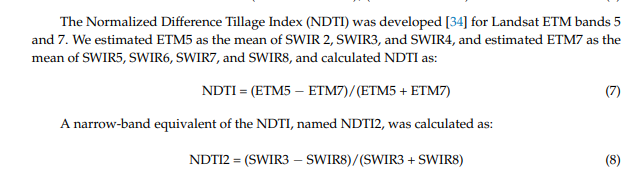 The Normalized Difference Tillage Index (NDTI) was developed [34] for Landsat ETM bands 5
and 7. We estimated ETM5 as the mean of SWIR 2, SWIR3, and SWIR4, and estimated ETM7 as the
mean of SWIR5, SWIR6, SWIR7, and SWIR8, and calculated NDTI as:
NDTI = (ETM5 − ETM7)/(ETM5 + ETM7) (7)
A narrow-band equivalent of the NDTI, named NDTI2, was calculated as:
NDTI2 = (SWIR3 − SWIR8)/(SWIR3 + SWIR8) (8)